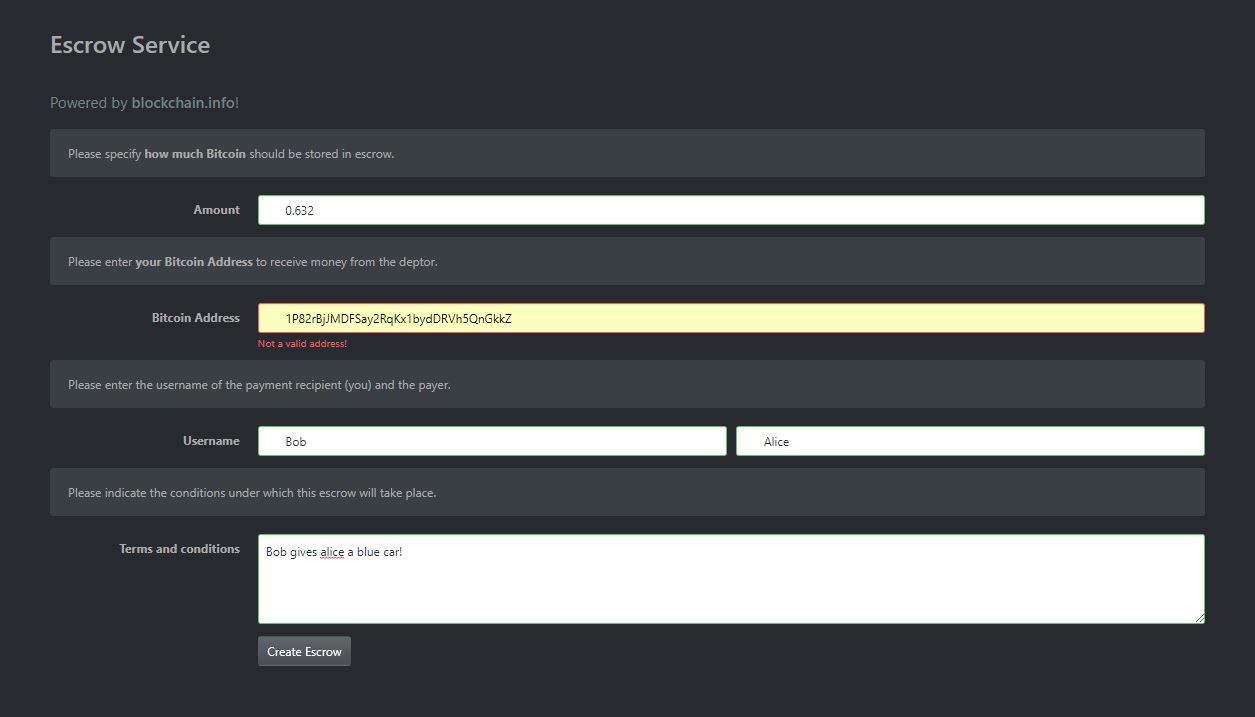 Escrow Service
Powered by blockchain.info!
Please specify how much Bitcoin should be stored in escrow.
Amount
0.632
Please enter your Bitcoin Address to receive money from the deptor.
Bitcoin Address
1P82rBjJMDFSay2RqKx1bydDRVh5QnGkkZ
Not a valid address!
Please enter the username of the payment recipient (you) and the payer.
Username
Bob
Alice
Please indicate the conditions under which this escrow will take place.
Terms and conditions
Bob gives alice a blue car!
Create Escrow